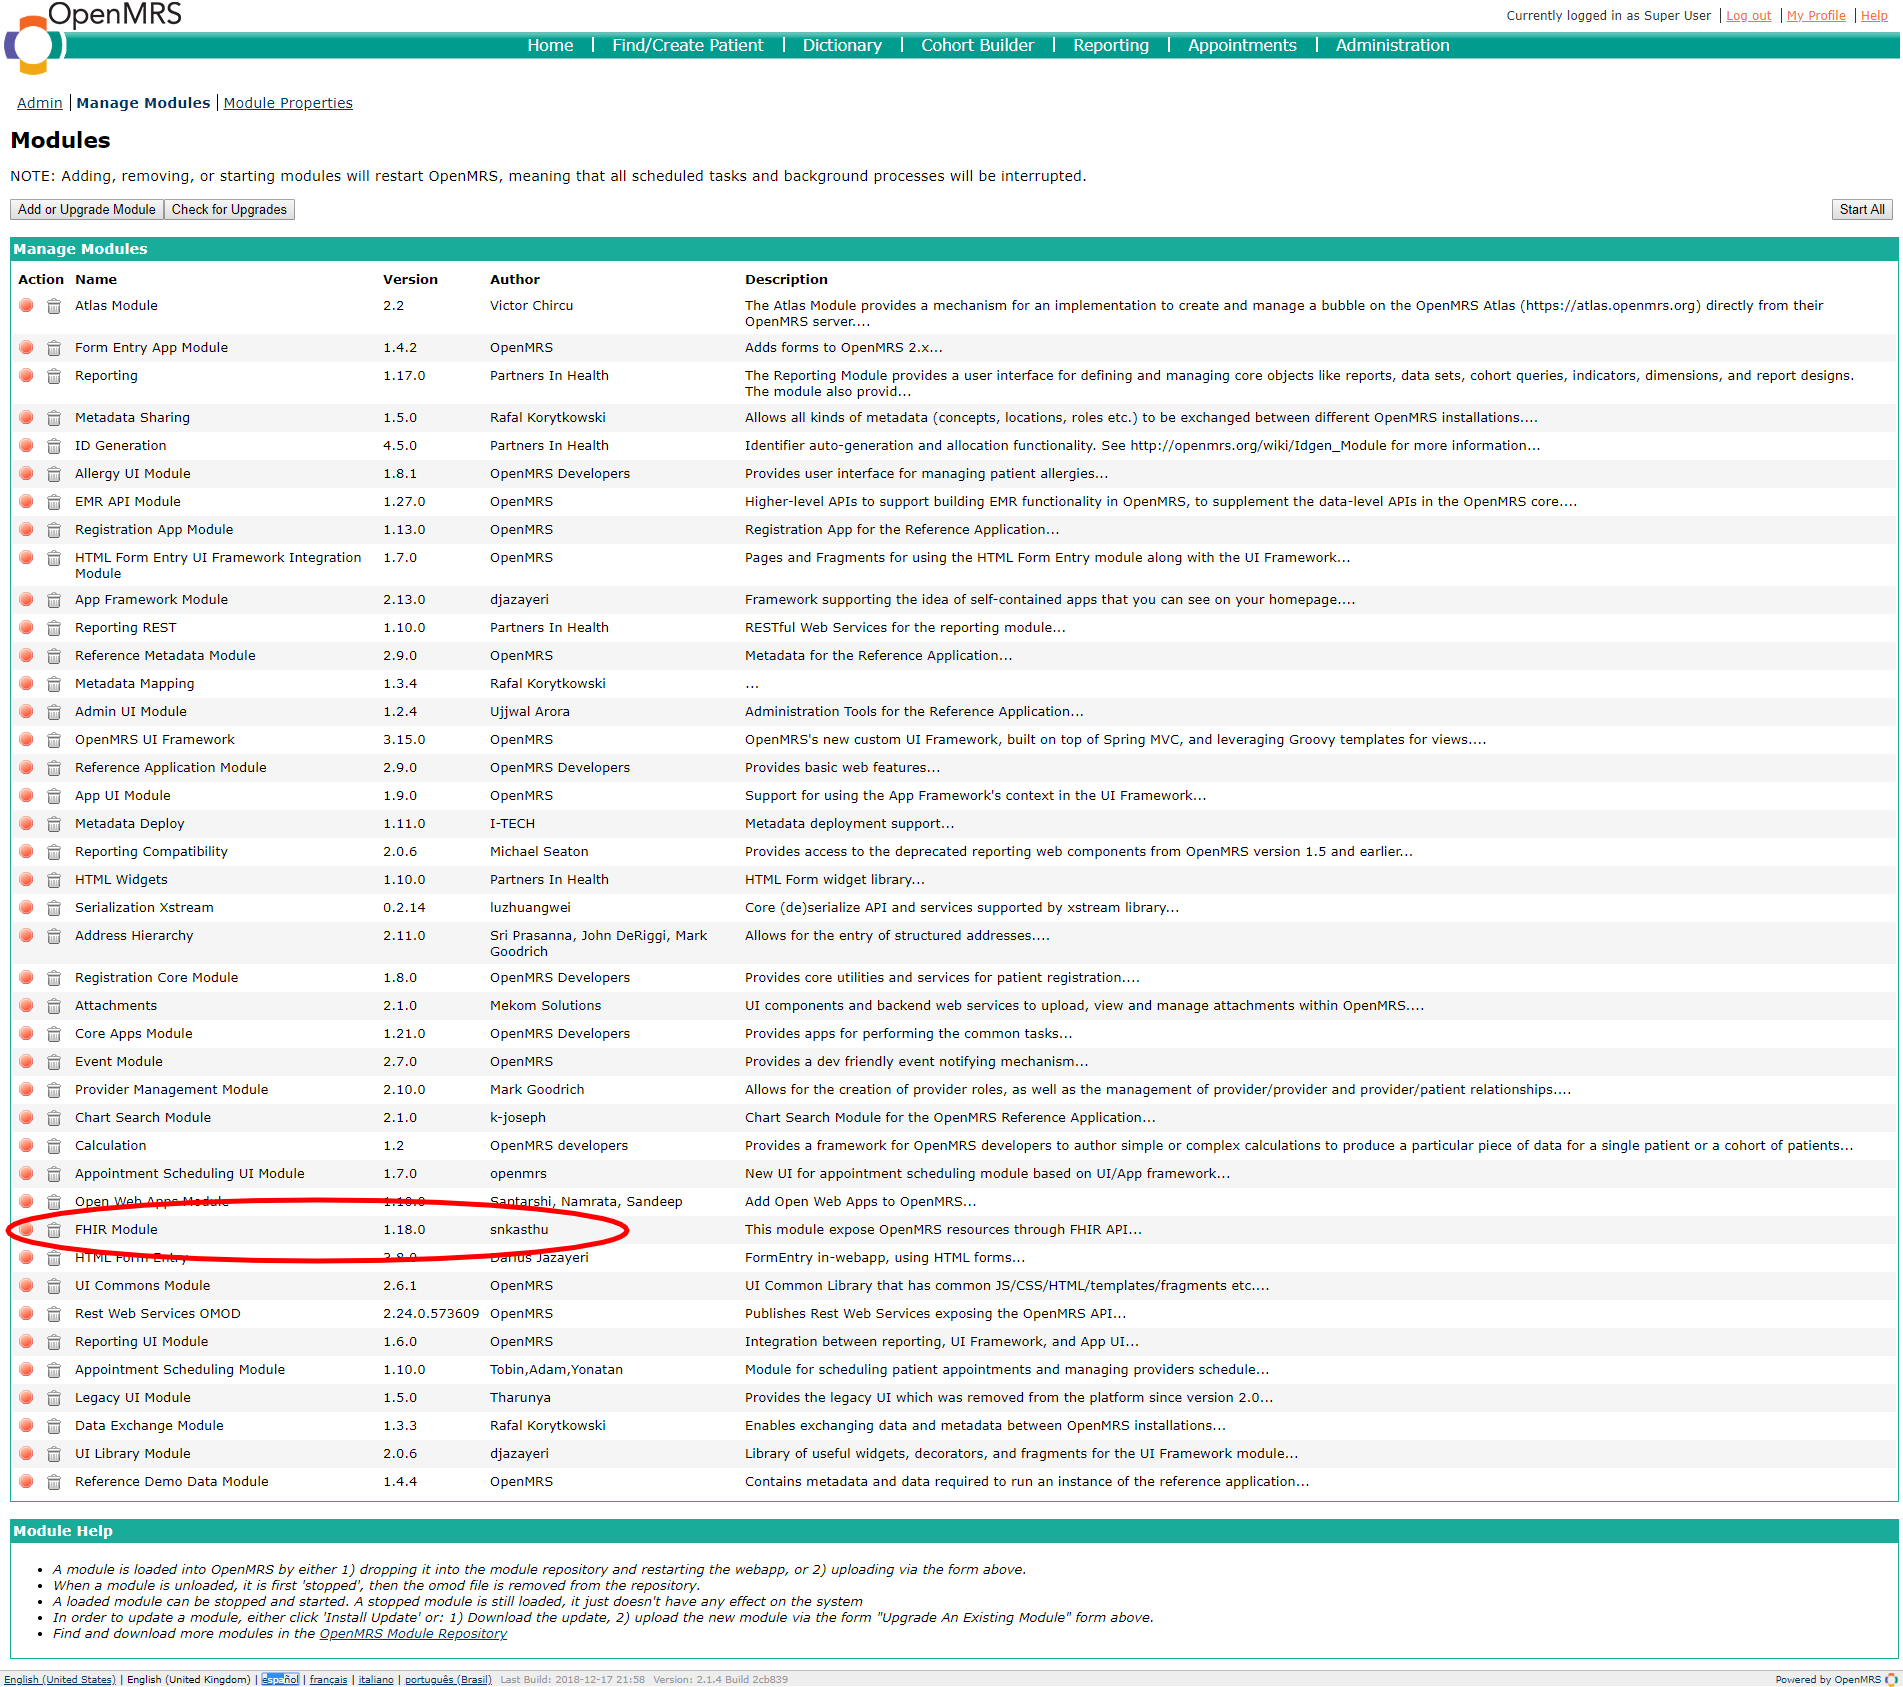 OpenMRS
Currently logged in as Super User | Log out | My Profile | Help
Home | Find/Create Patient | Dictionary | Cohort Builder | Reporting | Appointments | Administration
Admin | Manage Modules | Module Properties
Modules
NOTE: Adding, removing, or starting modules will restart OpenMRS, meaning that all scheduled tasks and background processes will be interrupted.
Add or Upgrade Module Check for Upgrades Start All
Manage Modules
Action Name Version Author Description
Atlas Module 2.2 Victor Chircu The Atlas Module provides a mechanism for an implementation to create and manage a bubble on the OpenMRS Atlas (https://atlas.openmrs.org) directly from their
OpenMRS server....
Form Entry App Module 1.4.2 OpenMRS Adds forms to OpenMRS 2.x...
Reporting 1.17.0 Partners In Health The Reporting Module provides a user interface for defining and managing core objects like reports, data sets, cohort queries, indicators, dimensions, and report designs.
The module also provid...
Metadata Sharing 1.5.0 Rafal Korytkowski Allows all kinds of metadata (concepts, locations, roles etc.) to be exchanged between different OpenMRS installations....
ID Generation 4.5.0 Partners In Health Identifier auto-generation and allocation functionality. See http://openmrs.org/wiki/Idgen_Module for more information...
Allergy UI Module 1.8.1 OpenMRS Developers Provides user interface for managing patient allergies...
EMR API Module 1.27.0 OpenMRS Higher-level APIs to support building EMR functionality in OpenMRS, to supplement the data-level APIs in the OpenMRS core....
Registration App Module 1.13.0 OpenMRS Registration App for the Reference Application...
HTML Form Entry UI Framework Integration 1.7.0 OpenMRS Pages and Fragments for using the HTML Form Entry module along with the UI Framework...
Module
App Framework Module 2.13.0 djazayeri Framework supporting the idea of self-contained apps that you can see on your homepage....
Reporting REST 1.10.0 Partners In Health RESTful Web Services for the reporting module...
Reference Metadata Module 2.9.0 OpenMRS Metadata for the Reference Application...
Metadata Mapping 1.3.4 Rafal Korytkowski ...
Admin UI Module 1.2.4 Ujjwal Arora Administration Tools for the Reference Application...
OpenMRS UI Framework 3.15.0 OpenMRS OpenMRS's new custom UI Framework, built on top of Spring MVC, and leveraging Groovy templates for views....
Reference Application Module 2.9.0 OpenMRS Developers Provides basic web features...
App UI Module 1.9.0 OpenMRS Support for using the App Framework's context in the UI Framework...
Metadata Deploy 1.11.0 I-TECH Metadata deployment support...
Reporting Compatibility 2.0.6 Michael Seaton Provides access to the deprecated reporting web components from OpenMRS version 1.5 and earlier...
HTML Widgets 1.10.0 Partners In Health HTML Form widget library...
Serialization Xstream 0.2.14 luzhuangwei Core (de)serialize API and services supported by xstream library...
Address Hierarchy 2.11.0 Sri Prasanna, John DeRiggi, Mark Allows for the entry of structured addresses....
Goodrich
Registration Core Module 1.8.0 OpenMRS Developers Provides core utilities and services for patient registration....
Attachments 2.1.0 Mekom Solutions UI components and backend web services to upload, view and manage attachments within OpenMRS....
Core Apps Module 1.21.0 OpenMRS Developers Provides apps for performing the common tasks...
Event Module 2.7.0 OpenMRS Provides a dev friendly event notifying mechanism...
Provider Management Module 2.10.0 Mark Goodrich Allows for the creation of provider roles, as well as the management of provider/provider and provider/patient relationships....
Chart Search Module 2.1.0 k-joseph Chart Search Module for the OpenMRS Reference Application...
Calculation 1.2 OpenMRS developers Provides a framework for OpenMRS developers to author simple or complex calculations to produce a particular piece of data for a single patient or a cohort of patients...
Appointment Scheduling UI Module 1.7.0 openmrs New UI for appointment scheduling module based on UI/App framework...
Open Web Apps Module 1.10.0 Santarshi, Namrata, Sandeep Add Open Web Apps to OpenMRS...
FHIR Module 1.18.0 snkasthu This module expose OpenMRS resources through FHIR API...
HTML Form Entry 3.8.0 Darius Jazayeri FormEntry in-webapp, using HTML forms...
UI Commons Module 2.6.1 OpenMRS UI Common Library that has common JS/CSS/HTML/templates/fragments etc....
Rest Web Services OMOD 2.24.0.573609 OpenMRS Publishes Rest Web Services exposing the OpenMRS API...
Reporting UI Module 1.6.0 OpenMRS Integration between reporting, UI Framework, and App UI...
Appointment Scheduling Module 1.10.0 Tobin,Adam,Yonatan Module for scheduling patient appointments and managing providers schedule...
Legacy UI Module 1.5.0 Tharunya Provides the legacy UI which was removed from the platform since version 2.0...
Data Exchange Module 1.3.3 Rafal Korytkowski Enables exchanging data and metadata between OpenMRS installations...
UI Library Module 2.0.6 djazayeri Library of useful widgets, decorators, and fragments for the UI Framework module...
Reference Demo Data Module 1.4.4 OpenMRS Contains metadata and data required to run an instance of the reference application...
Module Help
• A module is loaded into OpenMRS by either 1) dropping it into the module repository and restarting the webapp, or 2) uploading via the form above.
• When a module is unloaded, it is first 'stopped', then the omod file is removed from the repository.
• A loaded module can be stopped and started. A stopped module is still loaded, it just doesn't have any effect on the system
• In order to update a module, either click 'Install Update' or: 1) Download the update, 2) upload the new module via the form "Upgrade An Existing Module" form above.
• Find and download more modules in the OpenMRS Module Repository
English (United States) | English (United Kingdom) | español | français | italiano | português (Brasil) Last Build: 2018-12-17 21:58 Version: 2.1.4 Build 2cb839 Powered by OpenMRS